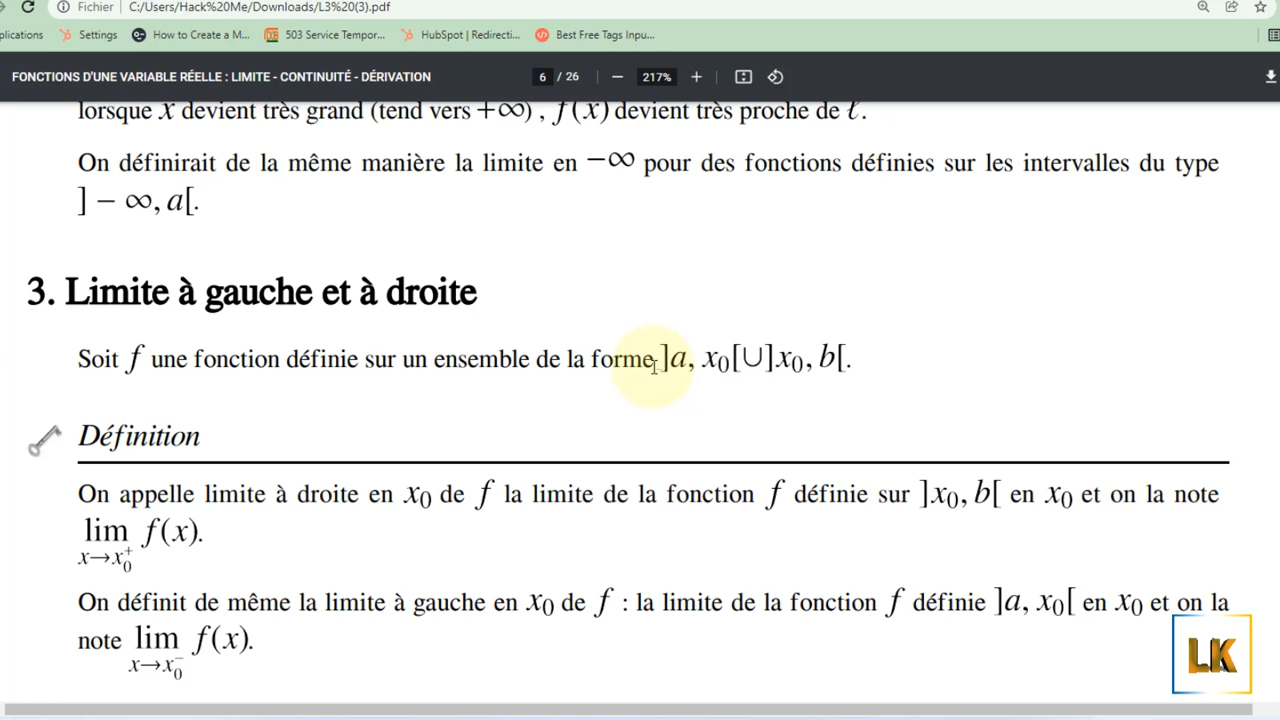 Fichier C:/Users/Hack%20Me/Downloads/L3%20(3).pdf
plications Settings How to Create a M... 503 Service Tempor... HubSpot | Redirecti... Best Free Tags Inpu...
FONCTIONS D'UNE VARIABLE RÉELLE : LIMITE - CONTINUITÉ - DÉRIVATION 6 / 26 − 217% +
lorsque x devient très grand (tend vers +∞) , f(x) devient très proche de ℓ.
On définirait de la même manière la limite en −∞ pour des fonctions définies sur les intervalles du type
] − ∞, a[.
3. Limite à gauche et à droite
Soit f une fonction définie sur un ensemble de la forme ]a, x₀[∪]x₀, b[.
Définition
On appelle limite à droite en x₀ de f la limite de la fonction f définie sur ]x₀, b[ en x₀ et on la note
lim f(x).
x→x₀⁺
On définit de même la limite à gauche en x₀ de f : la limite de la fonction f définie ]a, x₀[ en x₀ et on la
note lim f(x).
x→x₀⁻
LK